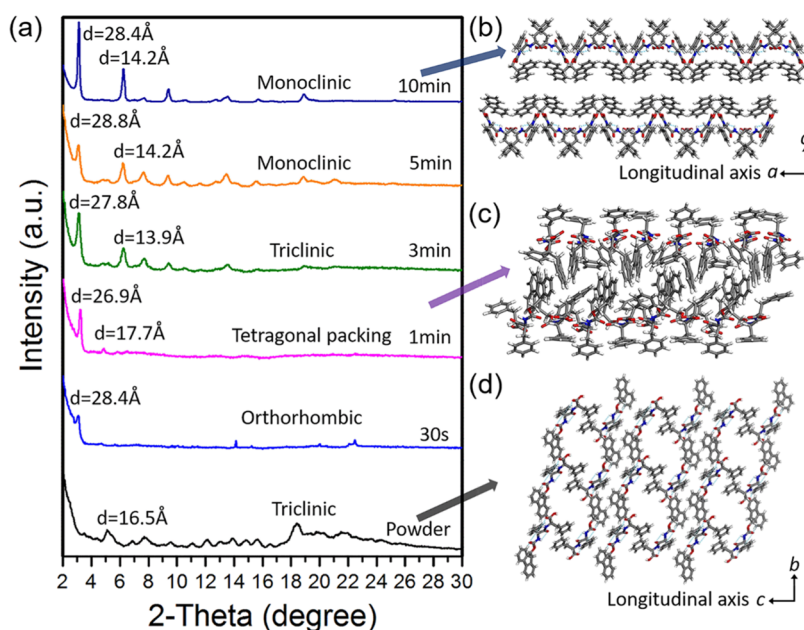 (a)
d=28.4Å
d=14.2Å
Monoclinic
10min
d=28.8Å
d=14.2Å
Monoclinic
5min
d=27.8Å
d=13.9Å
Triclinic
3min
d=26.9Å
d=17.7Å
Tetragonal packing
1min
d=28.4Å
Orthorhombic
30s
d=16.5Å
Triclinic
Powder
Intensity (a.u.)
2 4 6 8 10 12 14 16 18 20 22 24 26 28 30
2-Theta (degree)
(b)
Longitudinal axis a
(c)
(d)
b
Longitudinal axis c